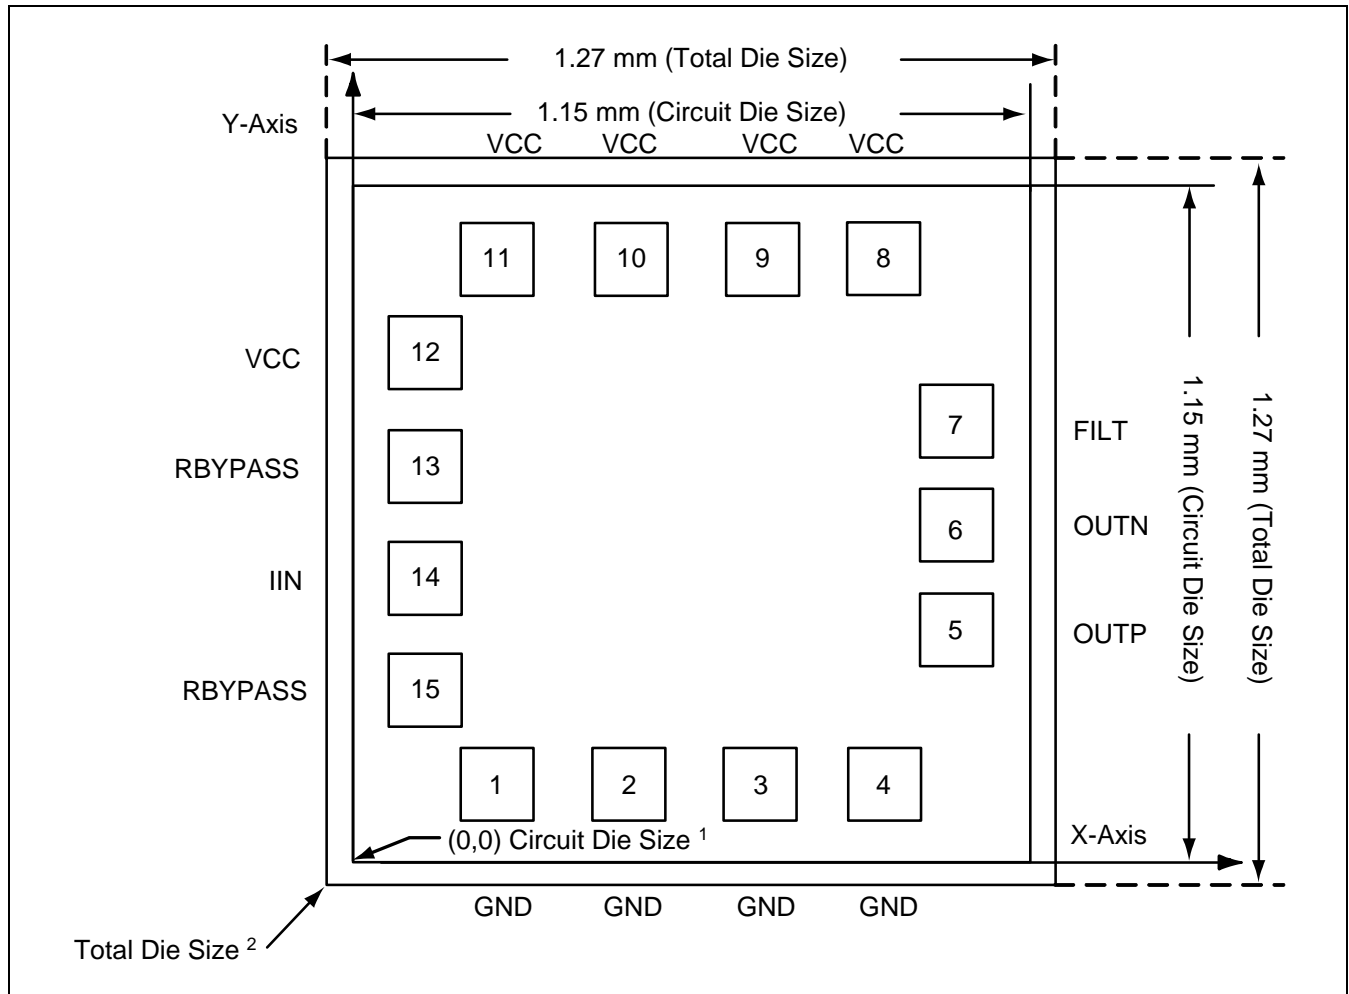 1.27 mm (Total Die Size)
1.15 mm (Circuit Die Size)
Y-Axis
VCC VCC VCC VCC
11 10 9 8
VCC 12
7 FILT
RBYPASS 13
6 OUTN
IIN 14
5 OUTP
RBYPASS 15
1.15 mm (Circuit Die Size)
1.27 mm (Total Die Size)
1 2 3 4
(0,0) Circuit Die Size 1
X-Axis
GND GND GND GND
Total Die Size 2